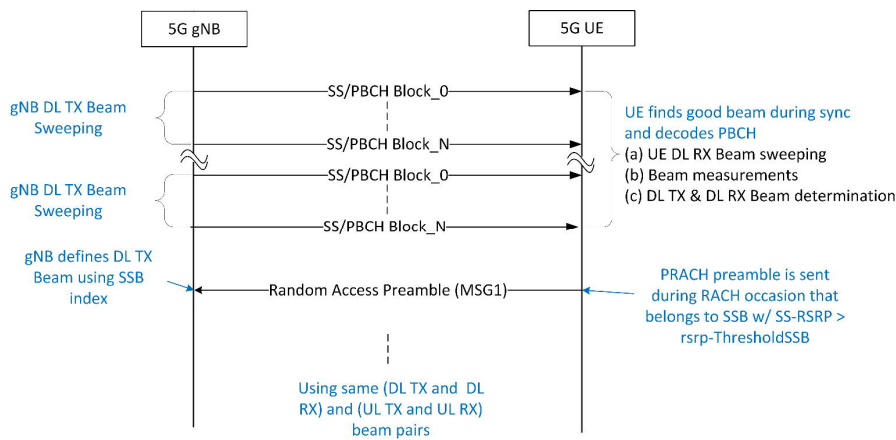 5G gNB
5G UE
gNB DL TX Beam
Sweeping
SS/PBCH Block_0
SS/PBCH Block_N
gNB DL TX Beam
Sweeping
SS/PBCH Block_0
SS/PBCH Block_N
UE finds good beam during sync
and decodes PBCH
(a) UE DL RX Beam sweeping
(b) Beam measurements
(c) DL TX & DL RX Beam determination
gNB defines DL TX
Beam using SSB
index
Random Access Preamble (MSG1)
PRACH preamble is sent
during RACH occasion that
belongs to SSB w/ SS-RSRP >
rsrp-ThresholdSSB
Using same (DL TX and DL
RX) and (UL TX and UL RX)
beam pairs